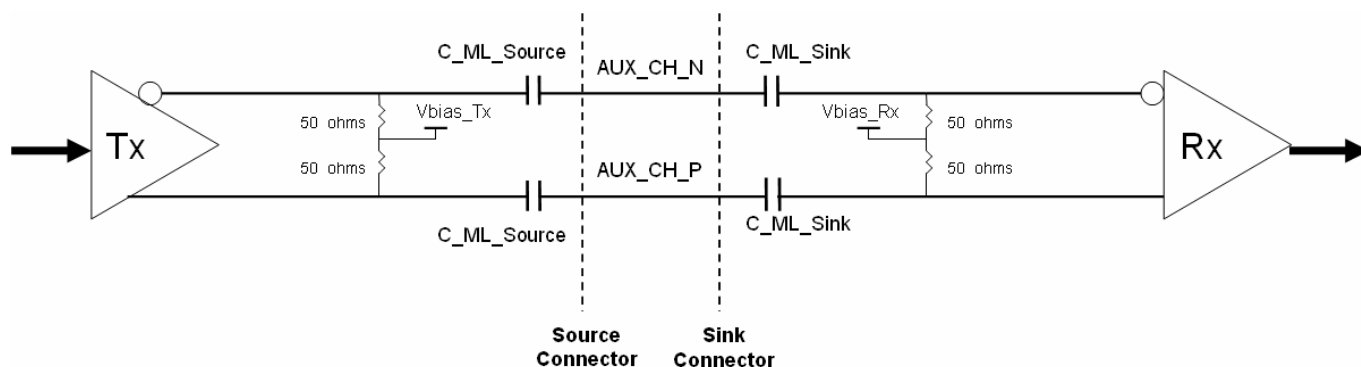 C_ML_Source
C_ML_Sink
AUX_CH_N
Vbias_Tx
Vbias_Rx
50 ohms
50 ohms
Tx
Rx
50 ohms
50 ohms
AUX_CH_P
C_ML_Source
C_ML_Sink
Source
Connector
Sink
Connector